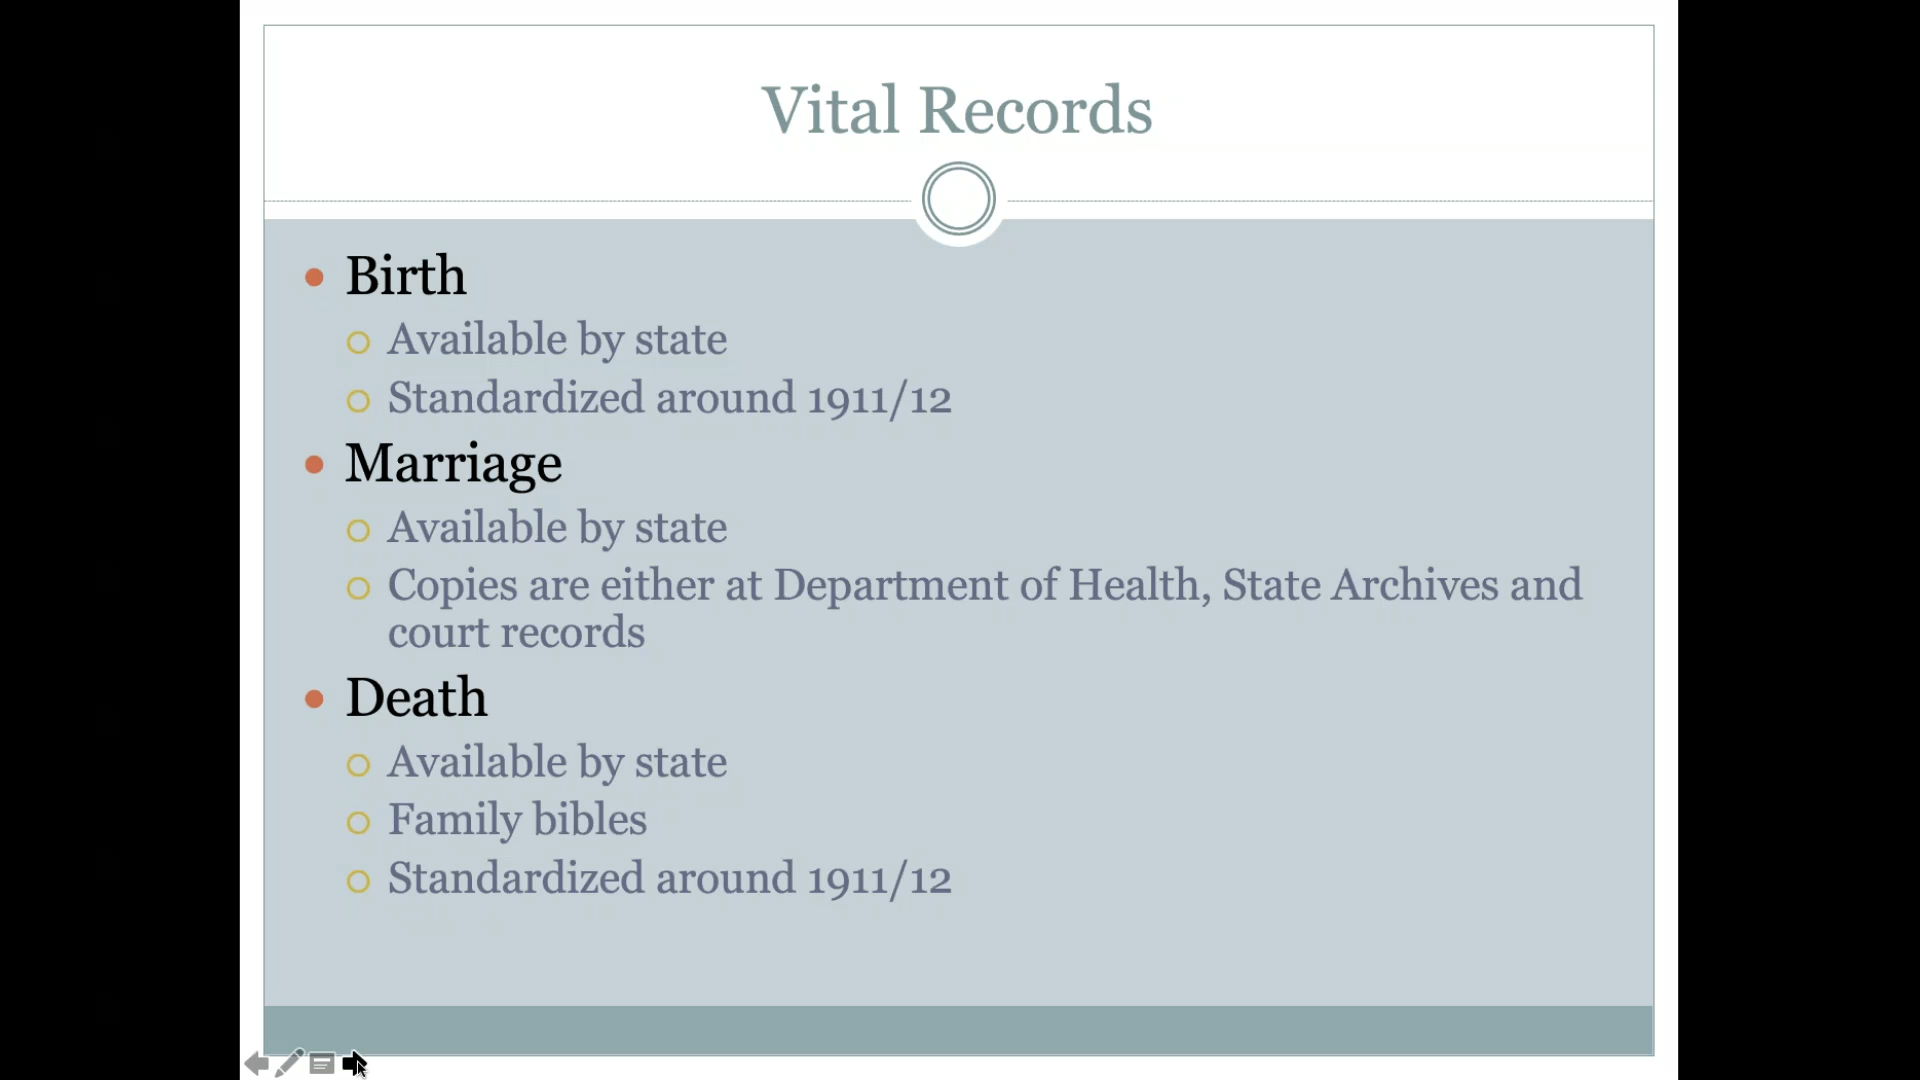 Vital Records
Birth
Available by state
Standardized around 1911/12
Marriage
Available by state
Copies are either at Department of Health, State Archives and
court records
Death
Available by state
Family bibles
Standardized around 1911/12